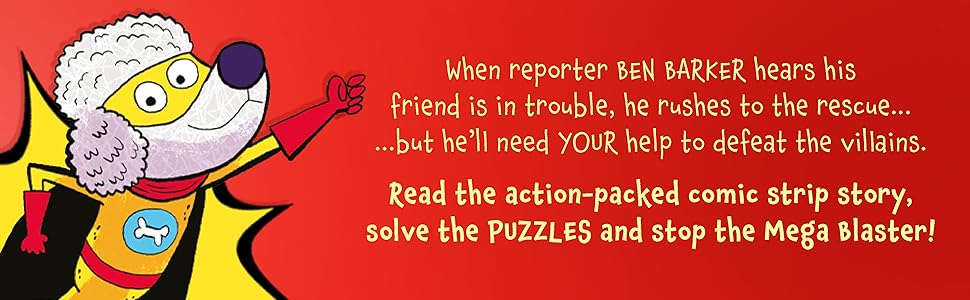 When reporter BEN BARKER hears his
friend is in trouble, he rushes to the rescue...
...but he'll need YOUR help to defeat the villains.
Read the action-packed comic strip story,
solve the PUZZLES and stop the Mega Blaster!